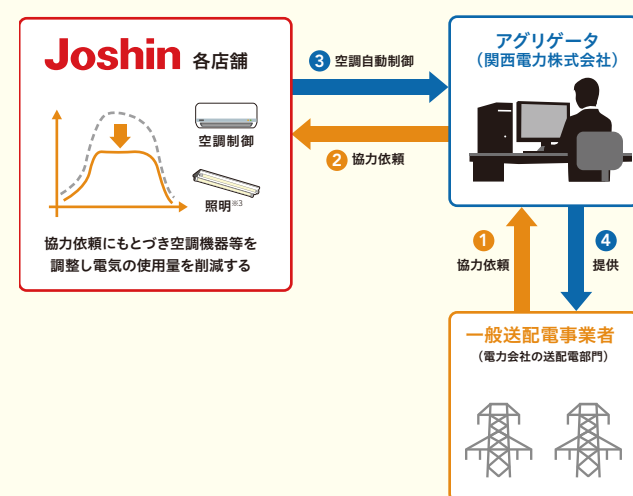 Joshin 各店舗
空調制御
照明※3
協力依頼にもとづき空調機器等を
調整し電気の使用量を削減する
3 空調自動制御
2 協力依頼
アグリゲータ
(関西電力株式会社)
1
協力依頼
4
提供
一般送配電事業者
(電力会社の送配電部門)